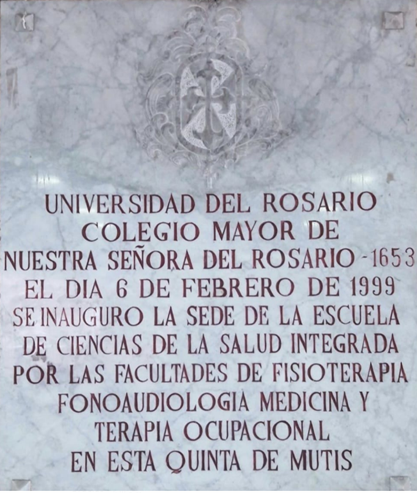 UNIVERSIDAD DEL ROSARIO
COLEGIO MAYOR DE
NUESTRA SEÑORA DEL ROSARIO - 1653
EL DIA 6 DE FEBRERO DE 1999
SE INAUGURO LA SEDE DE LA ESCUELA
DE CIENCIAS DE LA SALUD INTEGRADA
POR LAS FACULTADES DE FISIOTERAPIA
FONOAUDIOLOGIA MEDICINA Y
TERAPIA OCUPACIONAL
EN ESTA QUINTA DE MUTIS